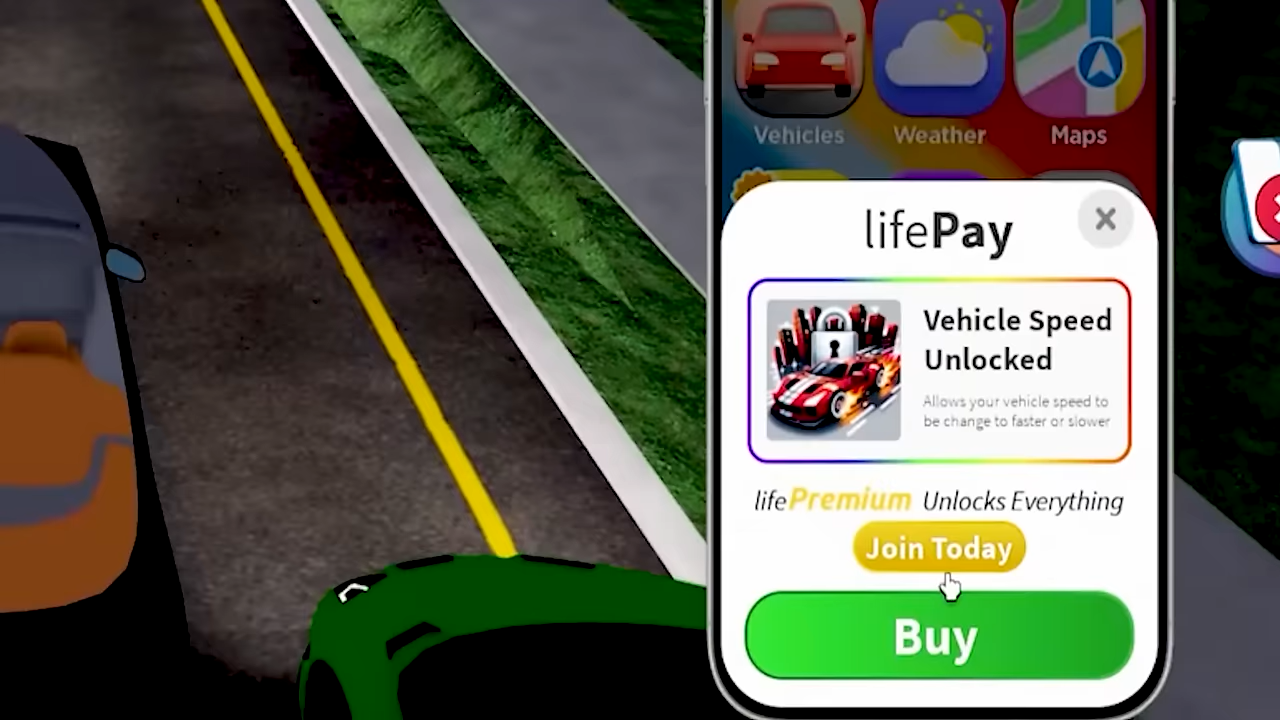 Vehicles Weather Maps
lifePay
Vehicle Speed
Unlocked
Allows your vehicle speed to
be change to faster or slower
lifePremium Unlocks Everything
Join Today
Buy